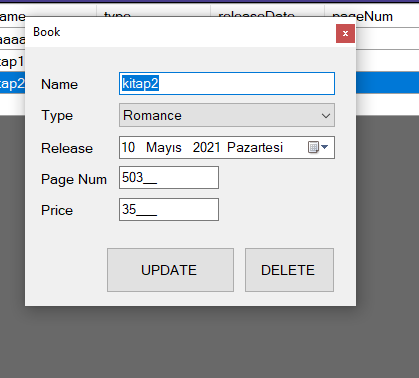 ame type releaseDate pageNum
Book x
aaaa
Name kitap2
tap1
tap2
Type Romance
Release 10 Mayıs 2021 Pazartesi
Page Num 503__
Price 35___
UPDATE DELETE